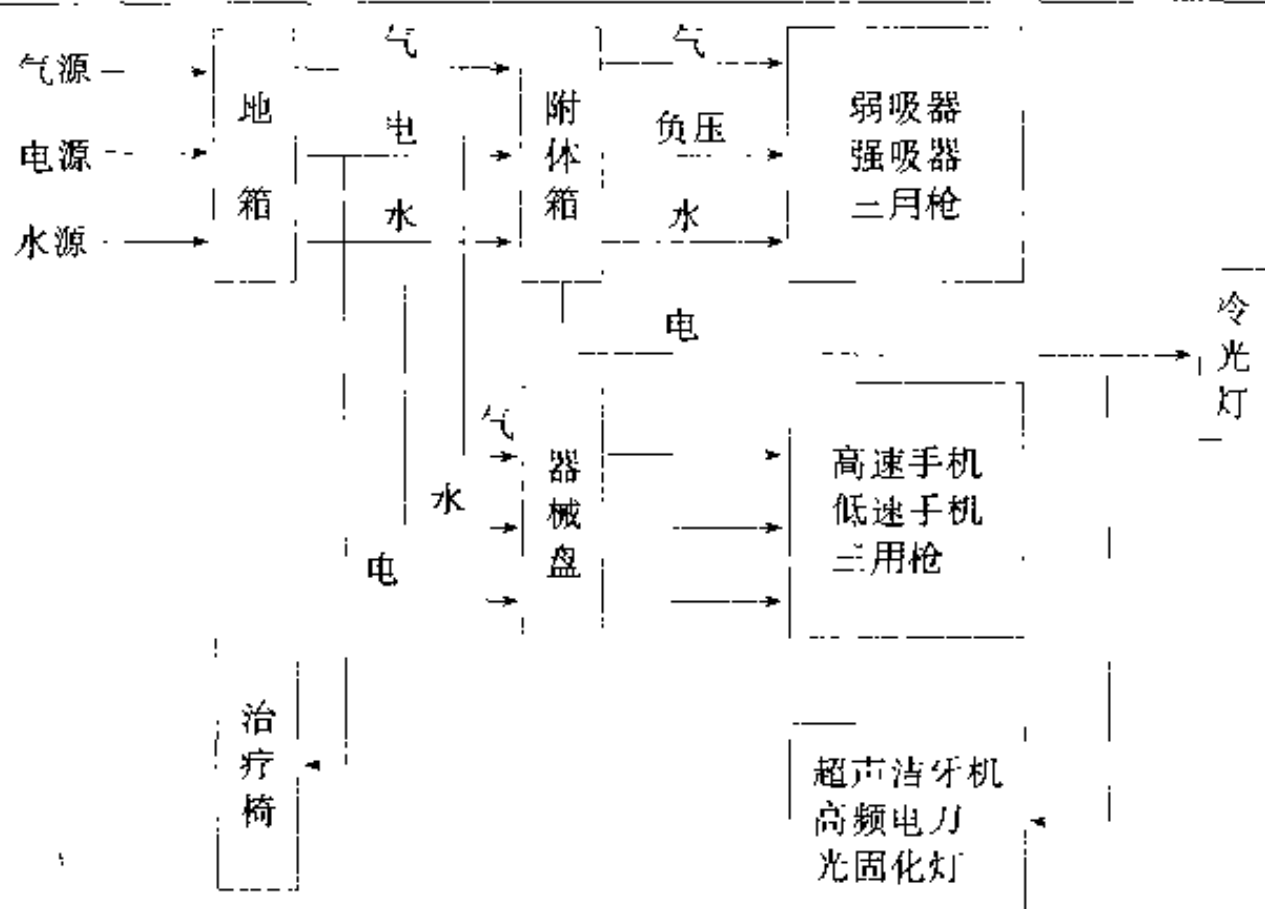 气源
电源
水源
地箱
气
电
水
附体箱
气
负压
水
弱吸器
强吸器
三用枪
电
冷光灯
气
水
电
器械盘
高速手机
低速手机
三用枪
治疗椅
超声洁牙机
高频电刀
光固化灯